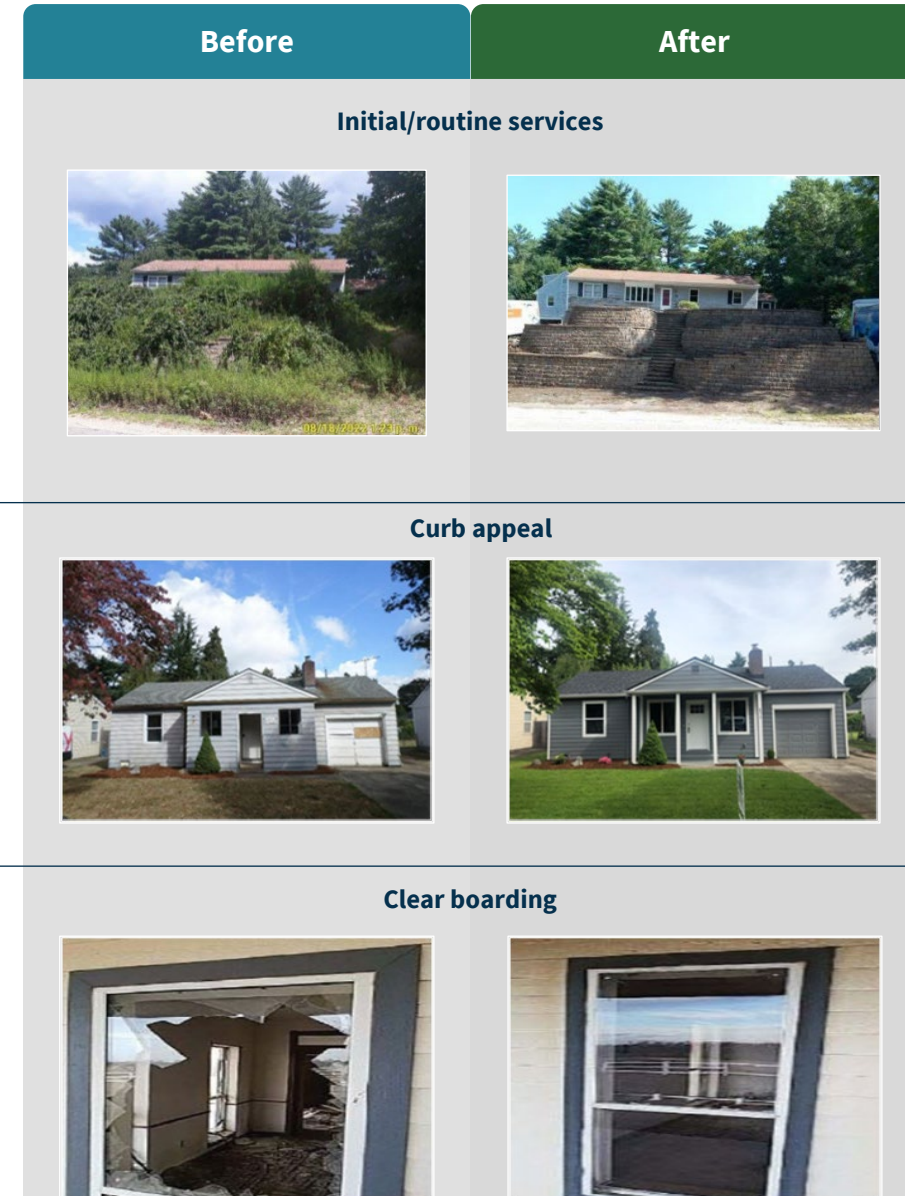 Before
After
Initial/routine services
Curb appeal
Clear boarding